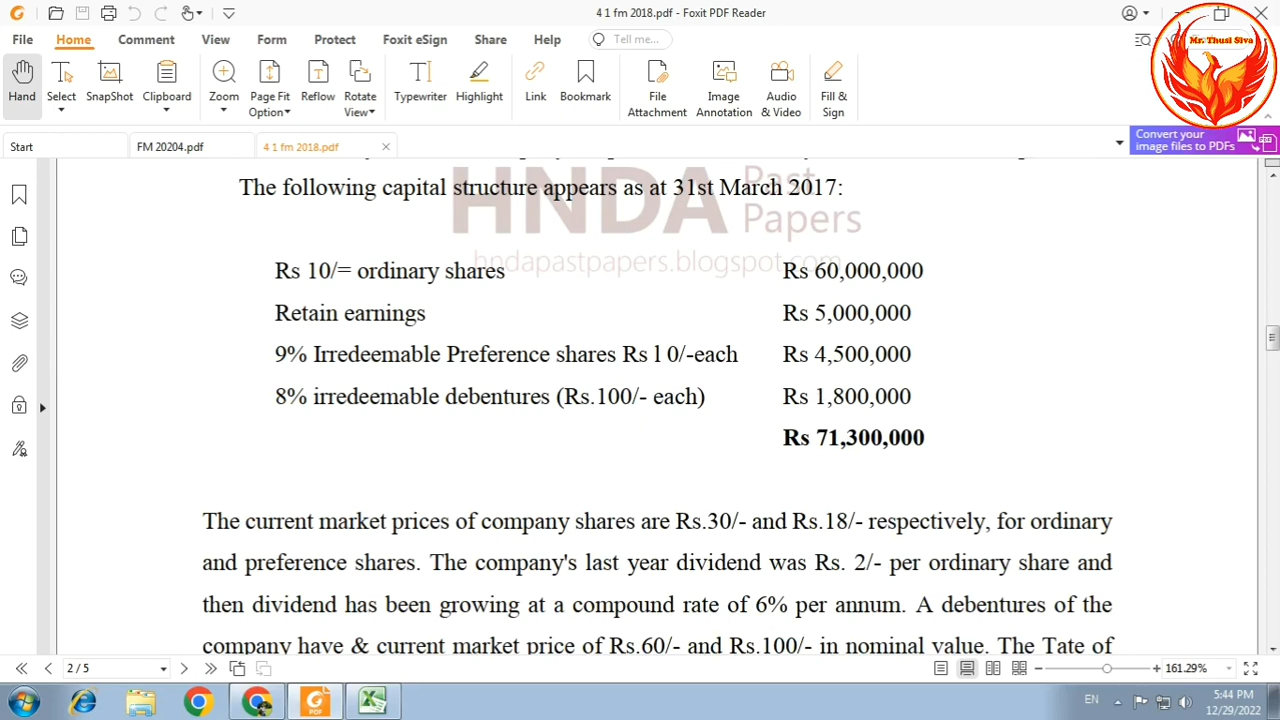 4 1 fm 2018.pdf - Foxit PDF Reader
File Home Comment View Form Protect Foxit eSign Share Help Tell me...
Mr. Thusi Siva
Hand Select SnapShot Clipboard Zoom Page Fit Option Reflow Rotate View Typewriter Highlight Link Bookmark File Attachment Image Annotation Audio & Video Fill & Sign
Start FM 20204.pdf 4 1 fm 2018.pdf
Convert your
image files to PDFs
HNDA Past Papers
hndapastpapers.blogspot.com
The following capital structure appears as at 31st March 2017:
Rs 10/= ordinary shares Rs 60,000,000
Retain earnings Rs 5,000,000
9% Irredeemable Preference shares Rs l 0/-each Rs 4,500,000
8% irredeemable debentures (Rs.100/- each) Rs 1,800,000
Rs 71,300,000
The current market prices of company shares are Rs.30/- and Rs.18/- respectively, for ordinary
and preference shares. The company's last year dividend was Rs. 2/- per ordinary share and
then dividend has been growing at a compound rate of 6% per annum. A debentures of the
company have & current market price of Rs.60/- and Rs.100/- in nominal value. The Tate of
2 / 5 161.29%
EN 5:44 PM
12/29/2022